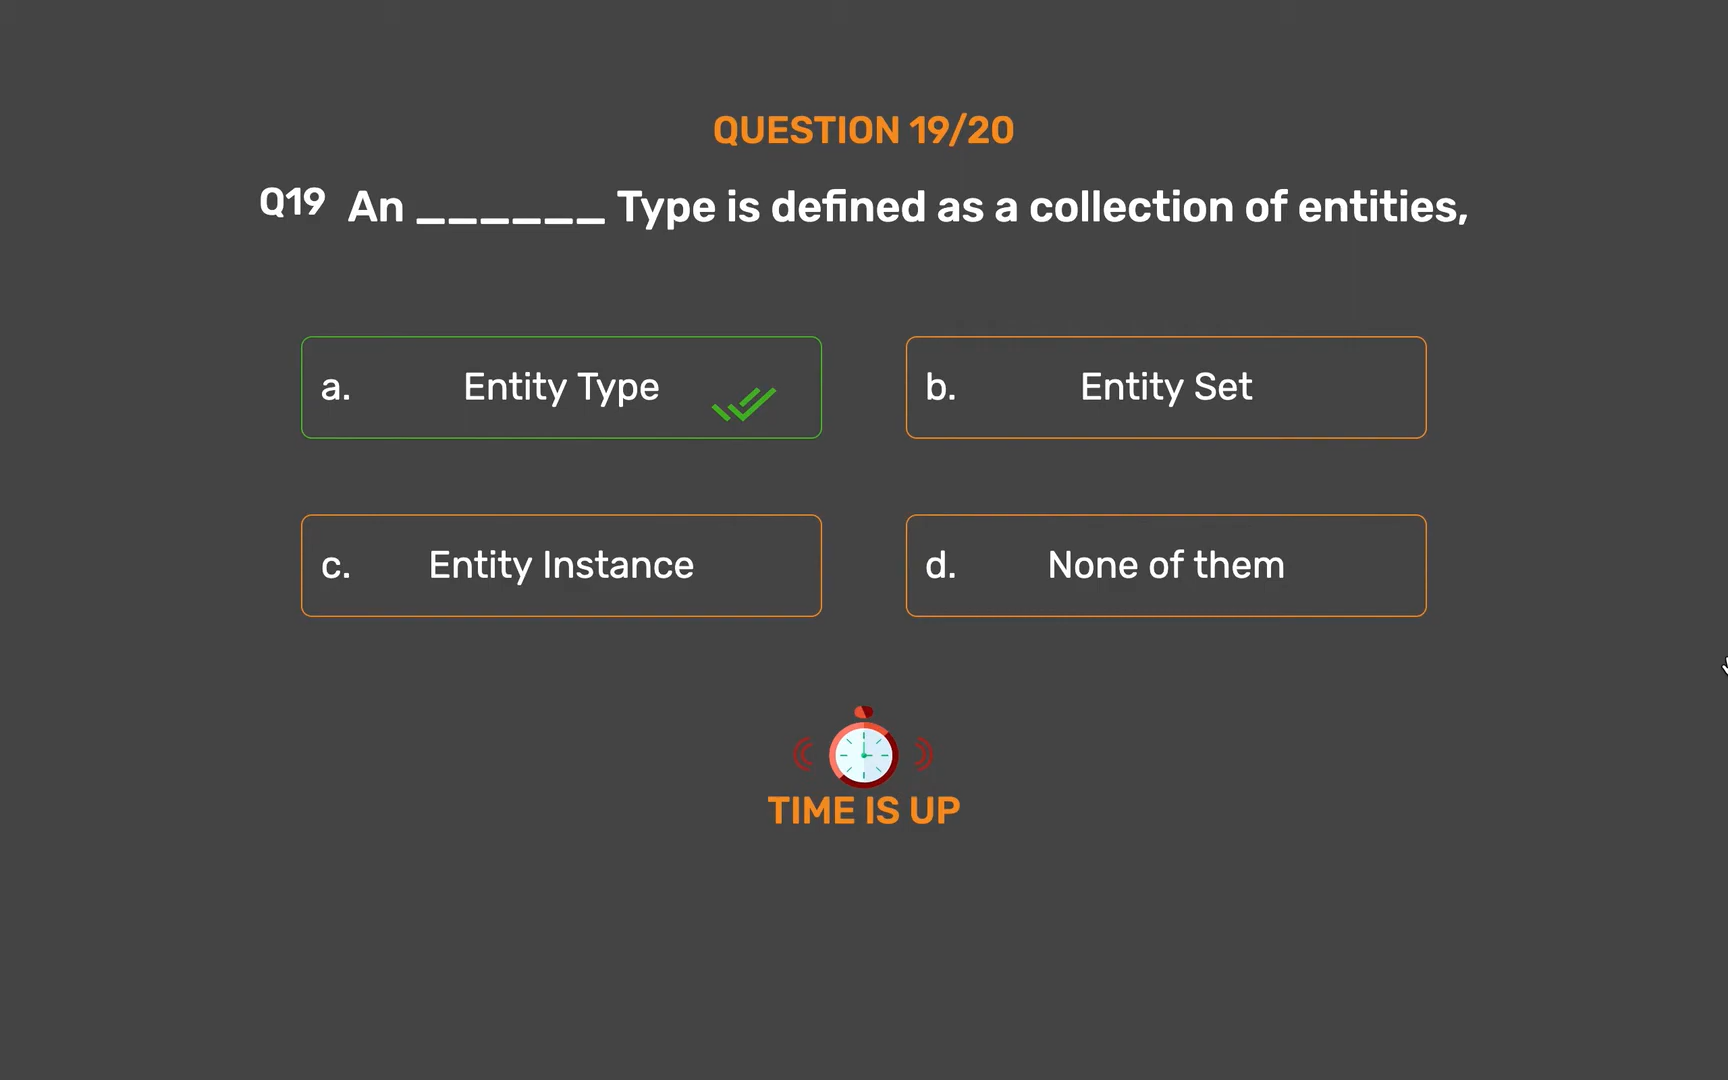 QUESTION 19/20
Q19 An ______ Type is defined as a collection of entities,
a. Entity Type
b. Entity Set
c. Entity Instance
d. None of them
TIME IS UP